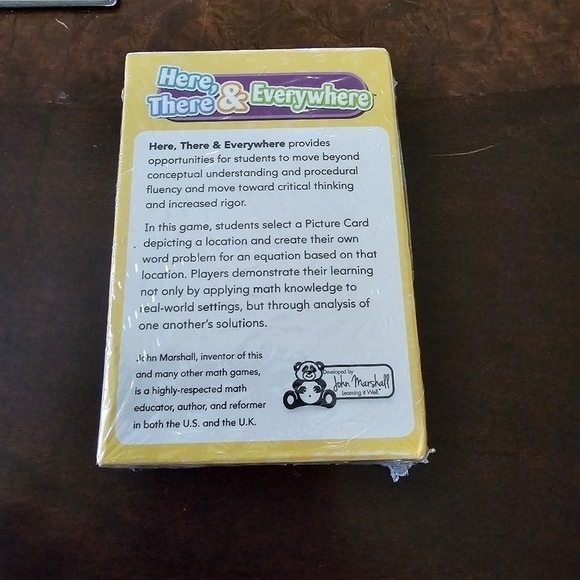 Here,
There & Everywhere
Here, There & Everywhere provides
opportunities for students to move beyond
conceptual understanding and procedural
fluency and move toward critical thinking
and increased rigor.
In this game, students select a Picture Card
depicting a location and create their own
word problem for an equation based on that
location. Players demonstrate their learning
not only by applying math knowledge to
real-world settings, but through analysis of
one another's solutions.
John Marshall, inventor of this
and many other math games,
is a highly-respected math
educator, author, and reformer
in both the U.S. and the U.K.
Developed by
John Marshall
Learning it Well